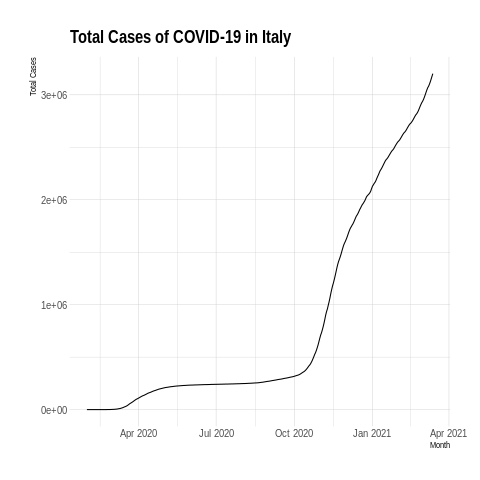 Total Cases of COVID-19 in Italy
Total Cases
3e+06
2e+06
1e+06
0e+00
Apr 2020 Jul 2020 Oct 2020 Jan 2021 Apr 2021
Month